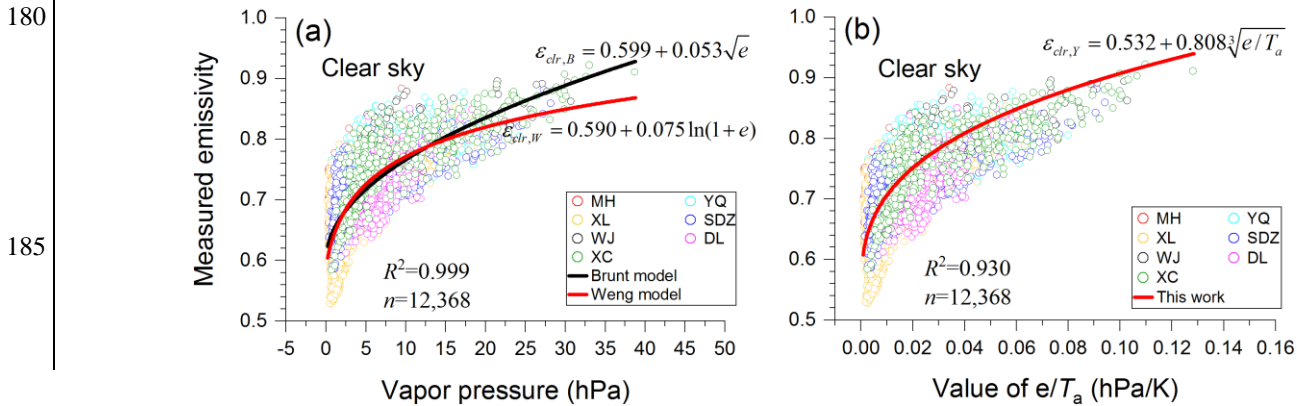 180
185
(a)
Clear sky
ε_clr,B = 0.599 + 0.053√e
ε_clr,W = 0.590 + 0.075 ln(1 + e)
R²=0.999
n=12,368
MH
XL
WJ
XC
YQ
SDZ
DL
Brunt model
Weng model
1.0
0.9
0.8
0.7
0.6
0.5
Measured emissivity
-5 0 5 10 15 20 25 30 35 40 45 50
Vapor pressure (hPa)
(b)
Clear sky
ε_clr,Y = 0.532 + 0.808∛e/T_a
R²=0.930
n=12,368
MH
XL
WJ
XC
YQ
SDZ
DL
This work
1.0
0.9
0.8
0.7
0.6
0.5
0.00 0.02 0.04 0.06 0.08 0.10 0.12 0.14 0.16
Value of e/T_a (hPa/K)